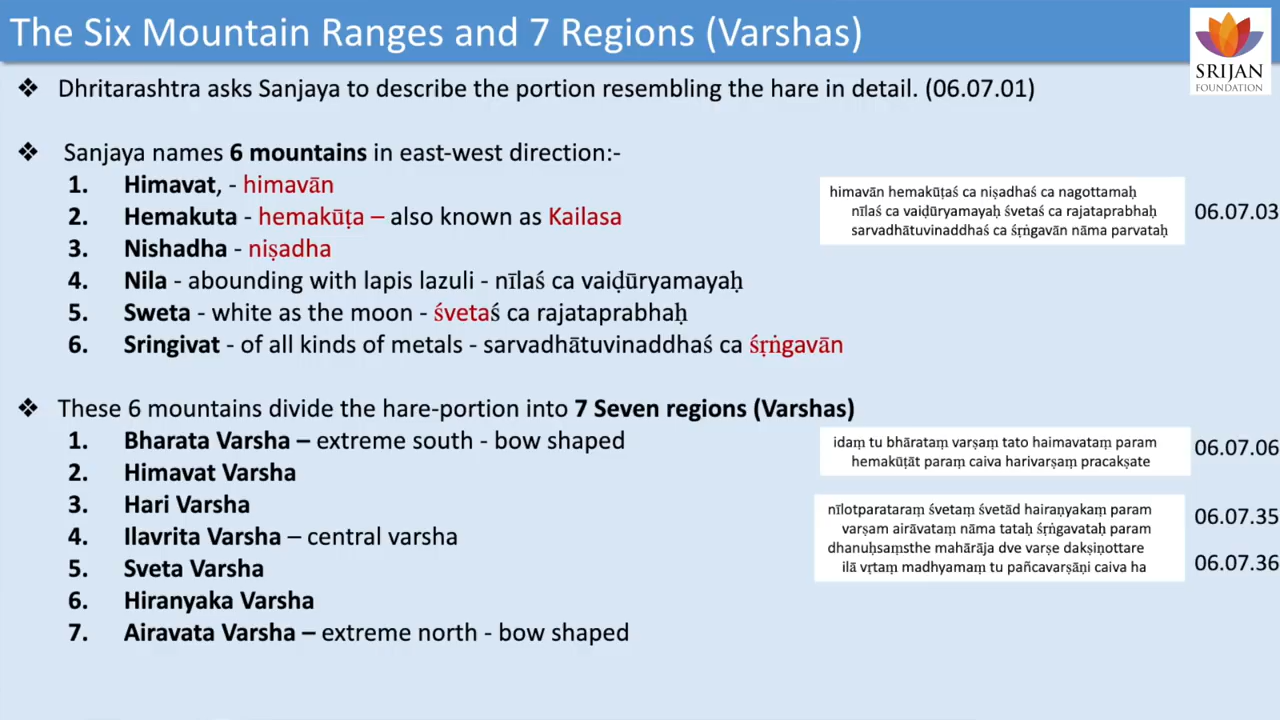 The Six Mountain Ranges and 7 Regions (Varshas)
SRIJAN
FOUNDATION
❖ Dhritarashtra asks Sanjaya to describe the portion resembling the hare in detail. (06.07.01)
❖ Sanjaya names 6 mountains in east-west direction:-
1. Himavat, - himavān
2. Hemakuta - hemakūṭa – also known as Kailasa
3. Nishadha - niṣadha
4. Nila - abounding with lapis lazuli - nīlaś ca vaiḍūryamayaḥ
5. Sweta - white as the moon - śvetaś ca rajataprabhaḥ
6. Sringivat - of all kinds of metals - sarvadhātuvinaddhaś ca śṛṅgavān
himavān hemakūṭaś ca niṣadhaś ca nagottamaḥ
nīlaś ca vaiḍūryamayaḥ śvetaś ca rajataprabhaḥ
sarvadhātuvinaddhaś ca śṛṅgavān nāma parvataḥ
06.07.03
❖ These 6 mountains divide the hare-portion into 7 Seven regions (Varshas)
1. Bharata Varsha – extreme south - bow shaped
2. Himavat Varsha
3. Hari Varsha
4. Ilavrita Varsha – central varsha
5. Sveta Varsha
6. Hiranyaka Varsha
7. Airavata Varsha – extreme north - bow shaped
idaṃ tu bhārataṃ varṣaṃ tato haimavataṃ param
hemakūṭāt paraṃ caiva harivarṣaṃ pracakṣate
06.07.06
nīlotparataraṃ śvetaṃ śvetād hairaṇyakaṃ param
varṣam airāvataṃ nāma tataḥ śṛṅgavataḥ param
dhanuḥsaṃsthe mahārāja dve varṣe dakṣiṇottare
ilā vṛtaṃ madhyamaṃ tu pañcavarṣāṇi caiva ha
06.07.35
06.07.36